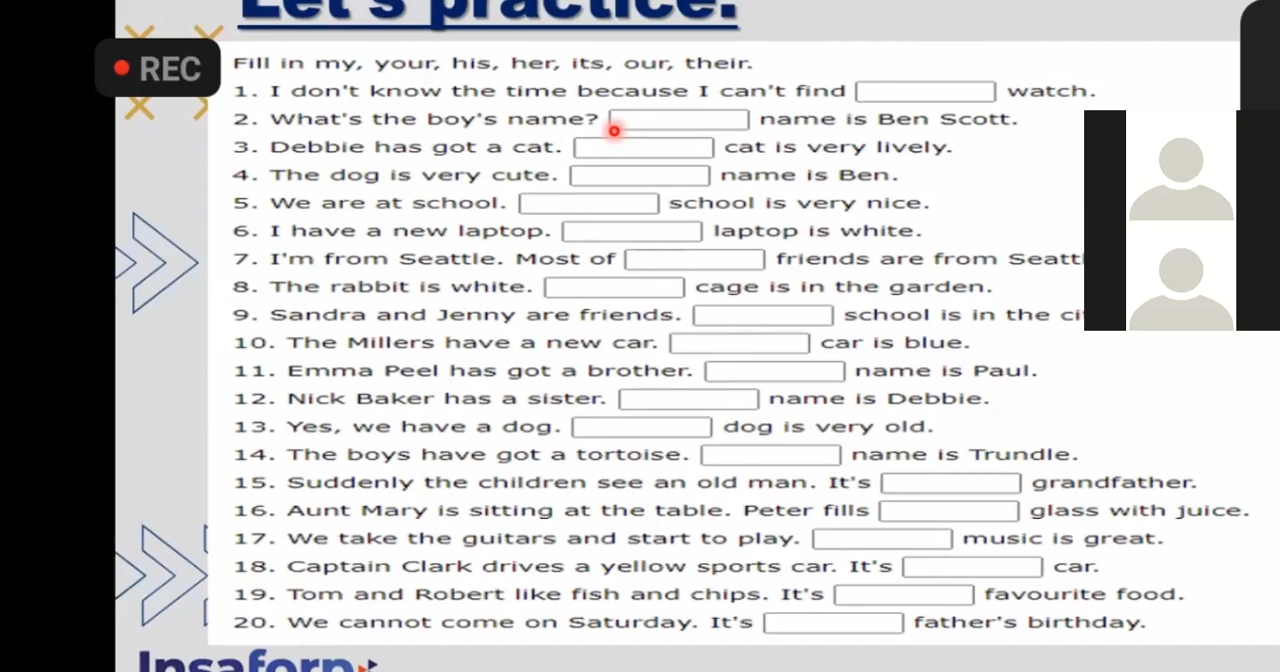 Let's practice.
REC
Fill in my, your, his, her, its, our, their.
1. I don't know the time because I can't find watch.
2. What's the boy's name? name is Ben Scott.
3. Debbie has got a cat. cat is very lively.
4. The dog is very cute. name is Ben.
5. We are at school. school is very nice.
6. I have a new laptop. laptop is white.
7. I'm from Seattle. Most of friends are from
8. The rabbit is white. cage is in the garden.
9. Sandra and Jenny are friends. school is in the
10. The Millers have a new car. car is blue.
11. Emma Peel has got a brother. name is Paul.
12. Nick Baker has a sister. name is Debbie.
13. Yes, we have a dog. dog is very old.
14. The boys have got a tortoise. name is Trundle.
15. Suddenly the children see an old man. It's grandfather.
16. Aunt Mary is sitting at the table. Peter fills glass with juice.
17. We take the guitars and start to play. music is great.
18. Captain Clark drives a yellow sports car. It's car.
19. Tom and Robert like fish and chips. It's favourite food.
20. We cannot come on Saturday. It's father's birthday.
Insaforp